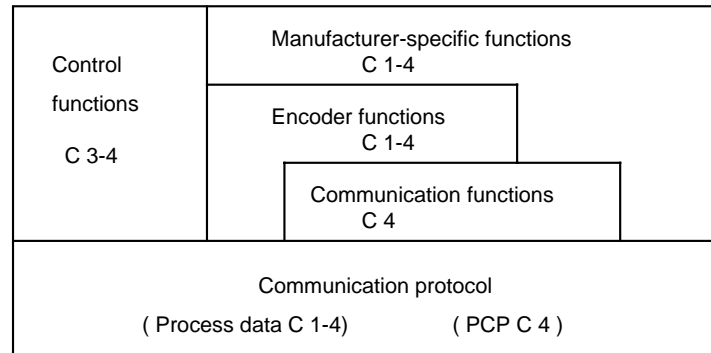 Control
functions
C 3-4
Manufacturer-specific functions
C 1-4
Encoder functions
C 1-4
Communication functions
C 4
Communication protocol
( Process data C 1-4) ( PCP C 4 )